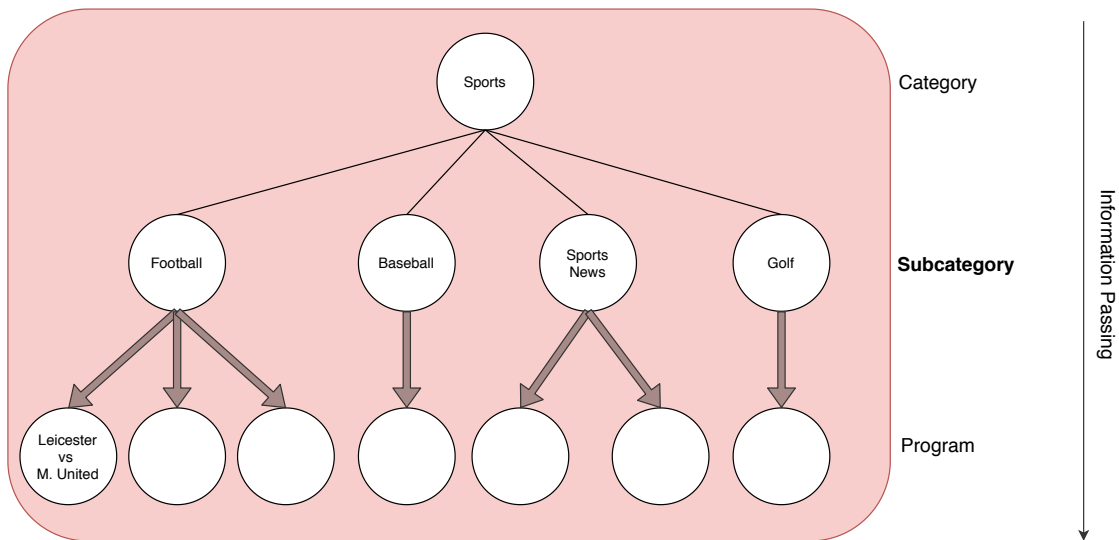 Sports
Category
Football
Baseball
Sports
News
Golf
Subcategory
Leicester
vs
M. United
Program
Information Passing